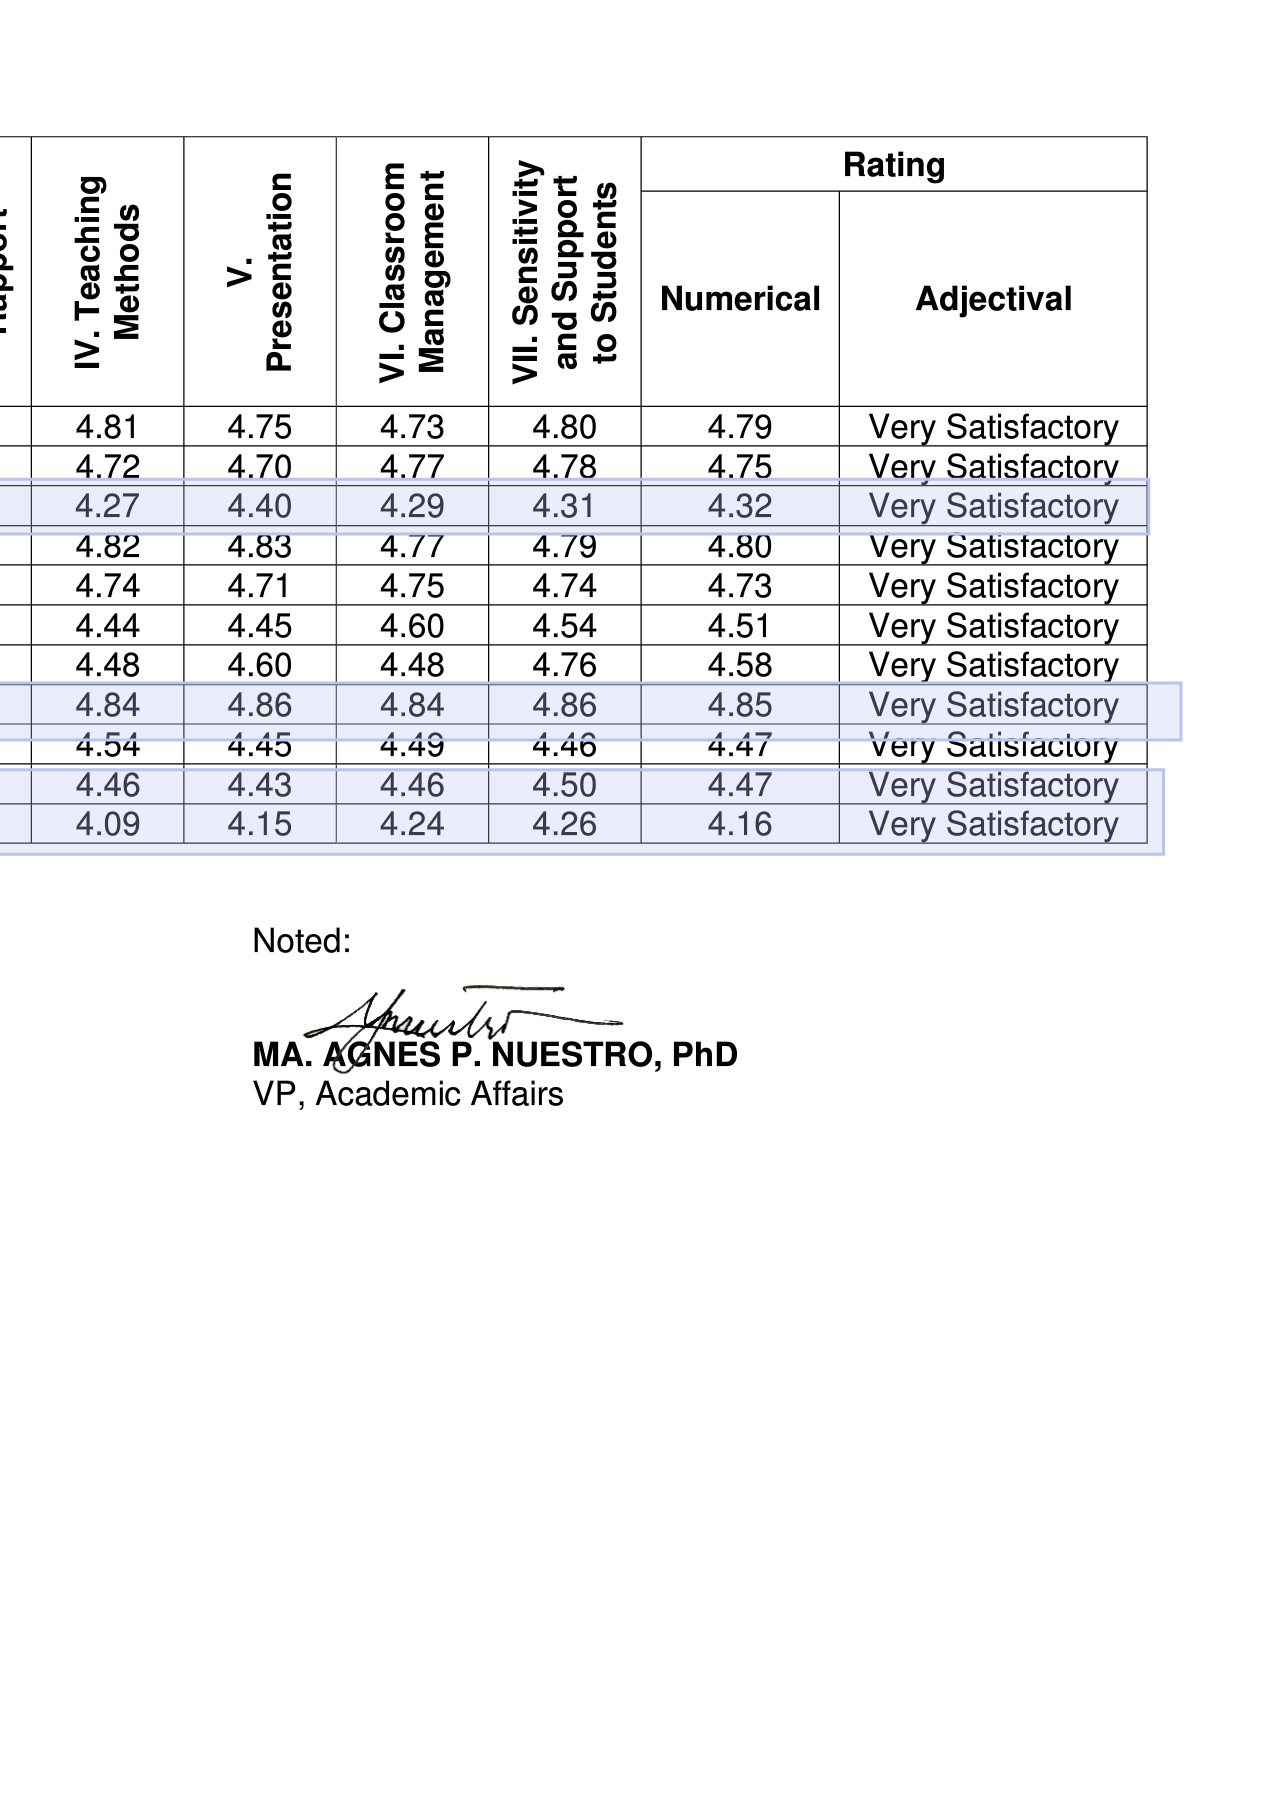 Rapport
IV. Teaching
Methods
V.
Presentation
VI. Classroom
Management
VII. Sensitivity
and Support
to Students
Rating
Numerical
Adjectival
4.81 4.75 4.73 4.80 4.79 Very Satisfactory
4.72 4.70 4.77 4.78 4.75 Very Satisfactory
4.27 4.40 4.29 4.31 4.32 Very Satisfactory
4.82 4.83 4.77 4.79 4.80 Very Satisfactory
4.74 4.71 4.75 4.74 4.73 Very Satisfactory
4.44 4.45 4.60 4.54 4.51 Very Satisfactory
4.48 4.60 4.48 4.76 4.58 Very Satisfactory
4.84 4.86 4.84 4.86 4.85 Very Satisfactory
4.54 4.45 4.49 4.46 4.47 Very Satisfactory
4.46 4.43 4.46 4.50 4.47 Very Satisfactory
4.09 4.15 4.24 4.26 4.16 Very Satisfactory
Noted:
MA. AGNES P. NUESTRO, PhD
VP, Academic Affairs